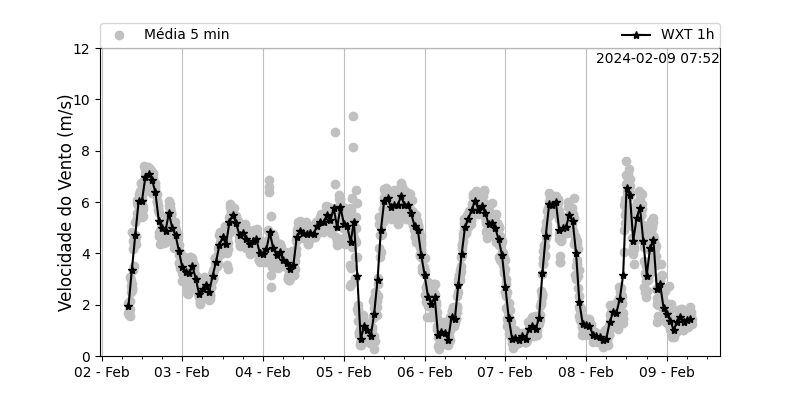 Média 5 min
WXT 1h
2024-02-09 07:52
Velocidade do Vento (m/s)
12
10
8
6
4
2
0
02 - Feb
03 - Feb
04 - Feb
05 - Feb
06 - Feb
07 - Feb
08 - Feb
09 - Feb